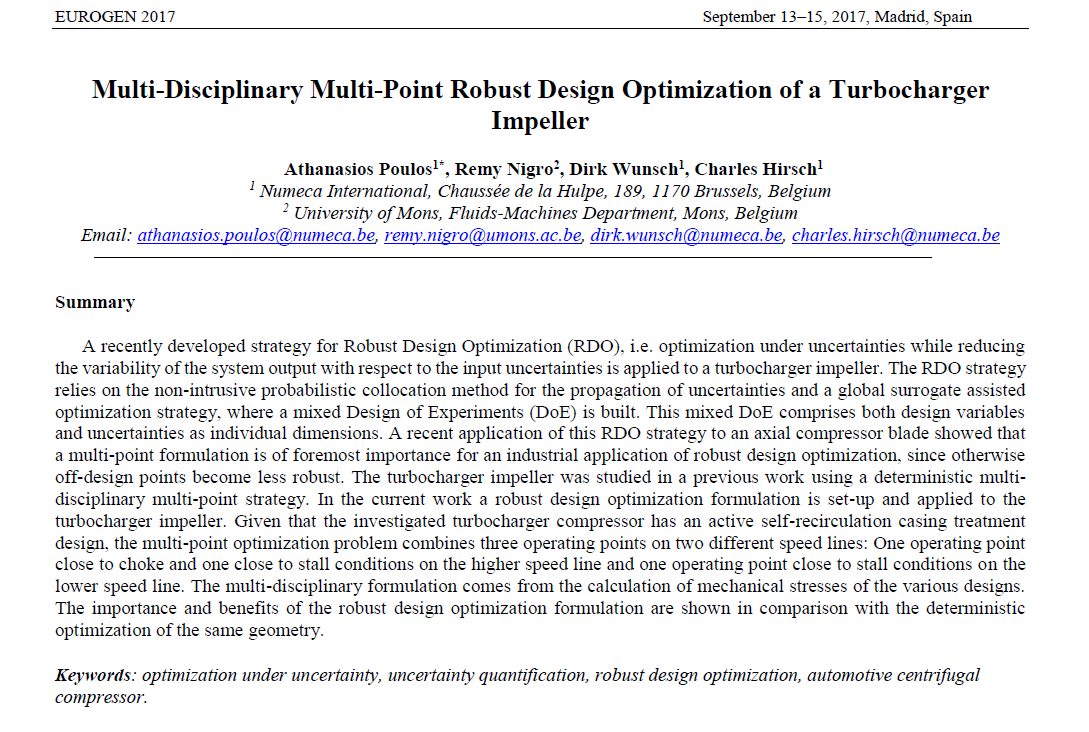 EUROGEN 2017 September 13–15, 2017, Madrid, Spain
Multi-Disciplinary Multi-Point Robust Design Optimization of a Turbocharger
Impeller
Athanasios Poulos1*, Remy Nigro2, Dirk Wunsch1, Charles Hirsch1
1 Numeca International, Chaussée de la Hulpe, 189, 1170 Brussels, Belgium
2 University of Mons, Fluids-Machines Department, Mons, Belgium
Email: athanasios.poulos@numeca.be, remy.nigro@umons.ac.be, dirk.wunsch@numeca.be, charles.hirsch@numeca.be
Summary
A recently developed strategy for Robust Design Optimization (RDO), i.e. optimization under uncertainties while reducing
the variability of the system output with respect to the input uncertainties is applied to a turbocharger impeller. The RDO strategy
relies on the non-intrusive probabilistic collocation method for the propagation of uncertainties and a global surrogate assisted
optimization strategy, where a mixed Design of Experiments (DoE) is built. This mixed DoE comprises both design variables
and uncertainties as individual dimensions. A recent application of this RDO strategy to an axial compressor blade showed that
a multi-point formulation is of foremost importance for an industrial application of robust design optimization, since otherwise
off-design points become less robust. The turbocharger impeller was studied in a previous work using a deterministic multi-
disciplinary multi-point strategy. In the current work a robust design optimization formulation is set-up and applied to the
turbocharger impeller. Given that the investigated turbocharger compressor has an active self-recirculation casing treatment
design, the multi-point optimization problem combines three operating points on two different speed lines: One operating point
close to choke and one close to stall conditions on the higher speed line and one operating point close to stall conditions on the
lower speed line. The multi-disciplinary formulation comes from the calculation of mechanical stresses of the various designs.
The importance and benefits of the robust design optimization formulation are shown in comparison with the deterministic
optimization of the same geometry.
Keywords: optimization under uncertainty, uncertainty quantification, robust design optimization, automotive centrifugal
compressor.